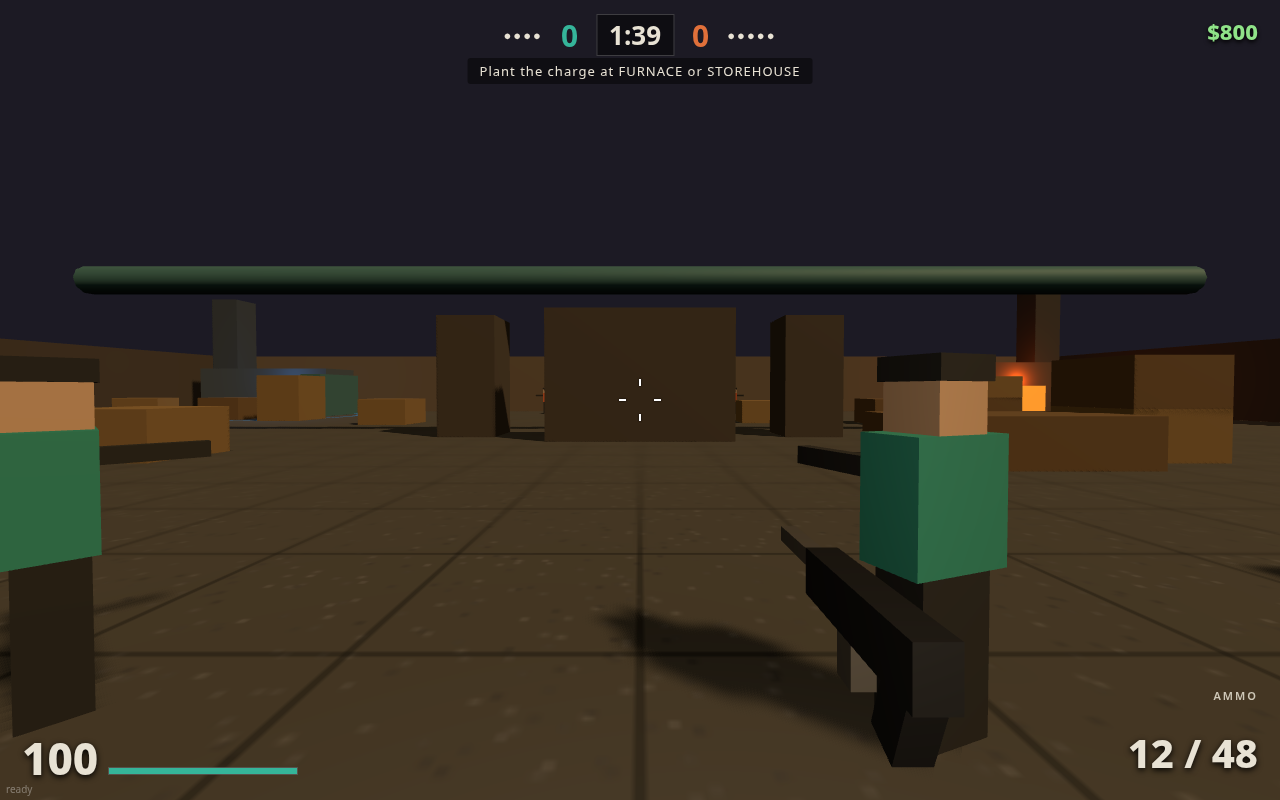 •••• 0 1:39 0 •••••
$800
Plant the charge at FURNACE or STOREHOUSE
AMMO
100
12 / 48
ready